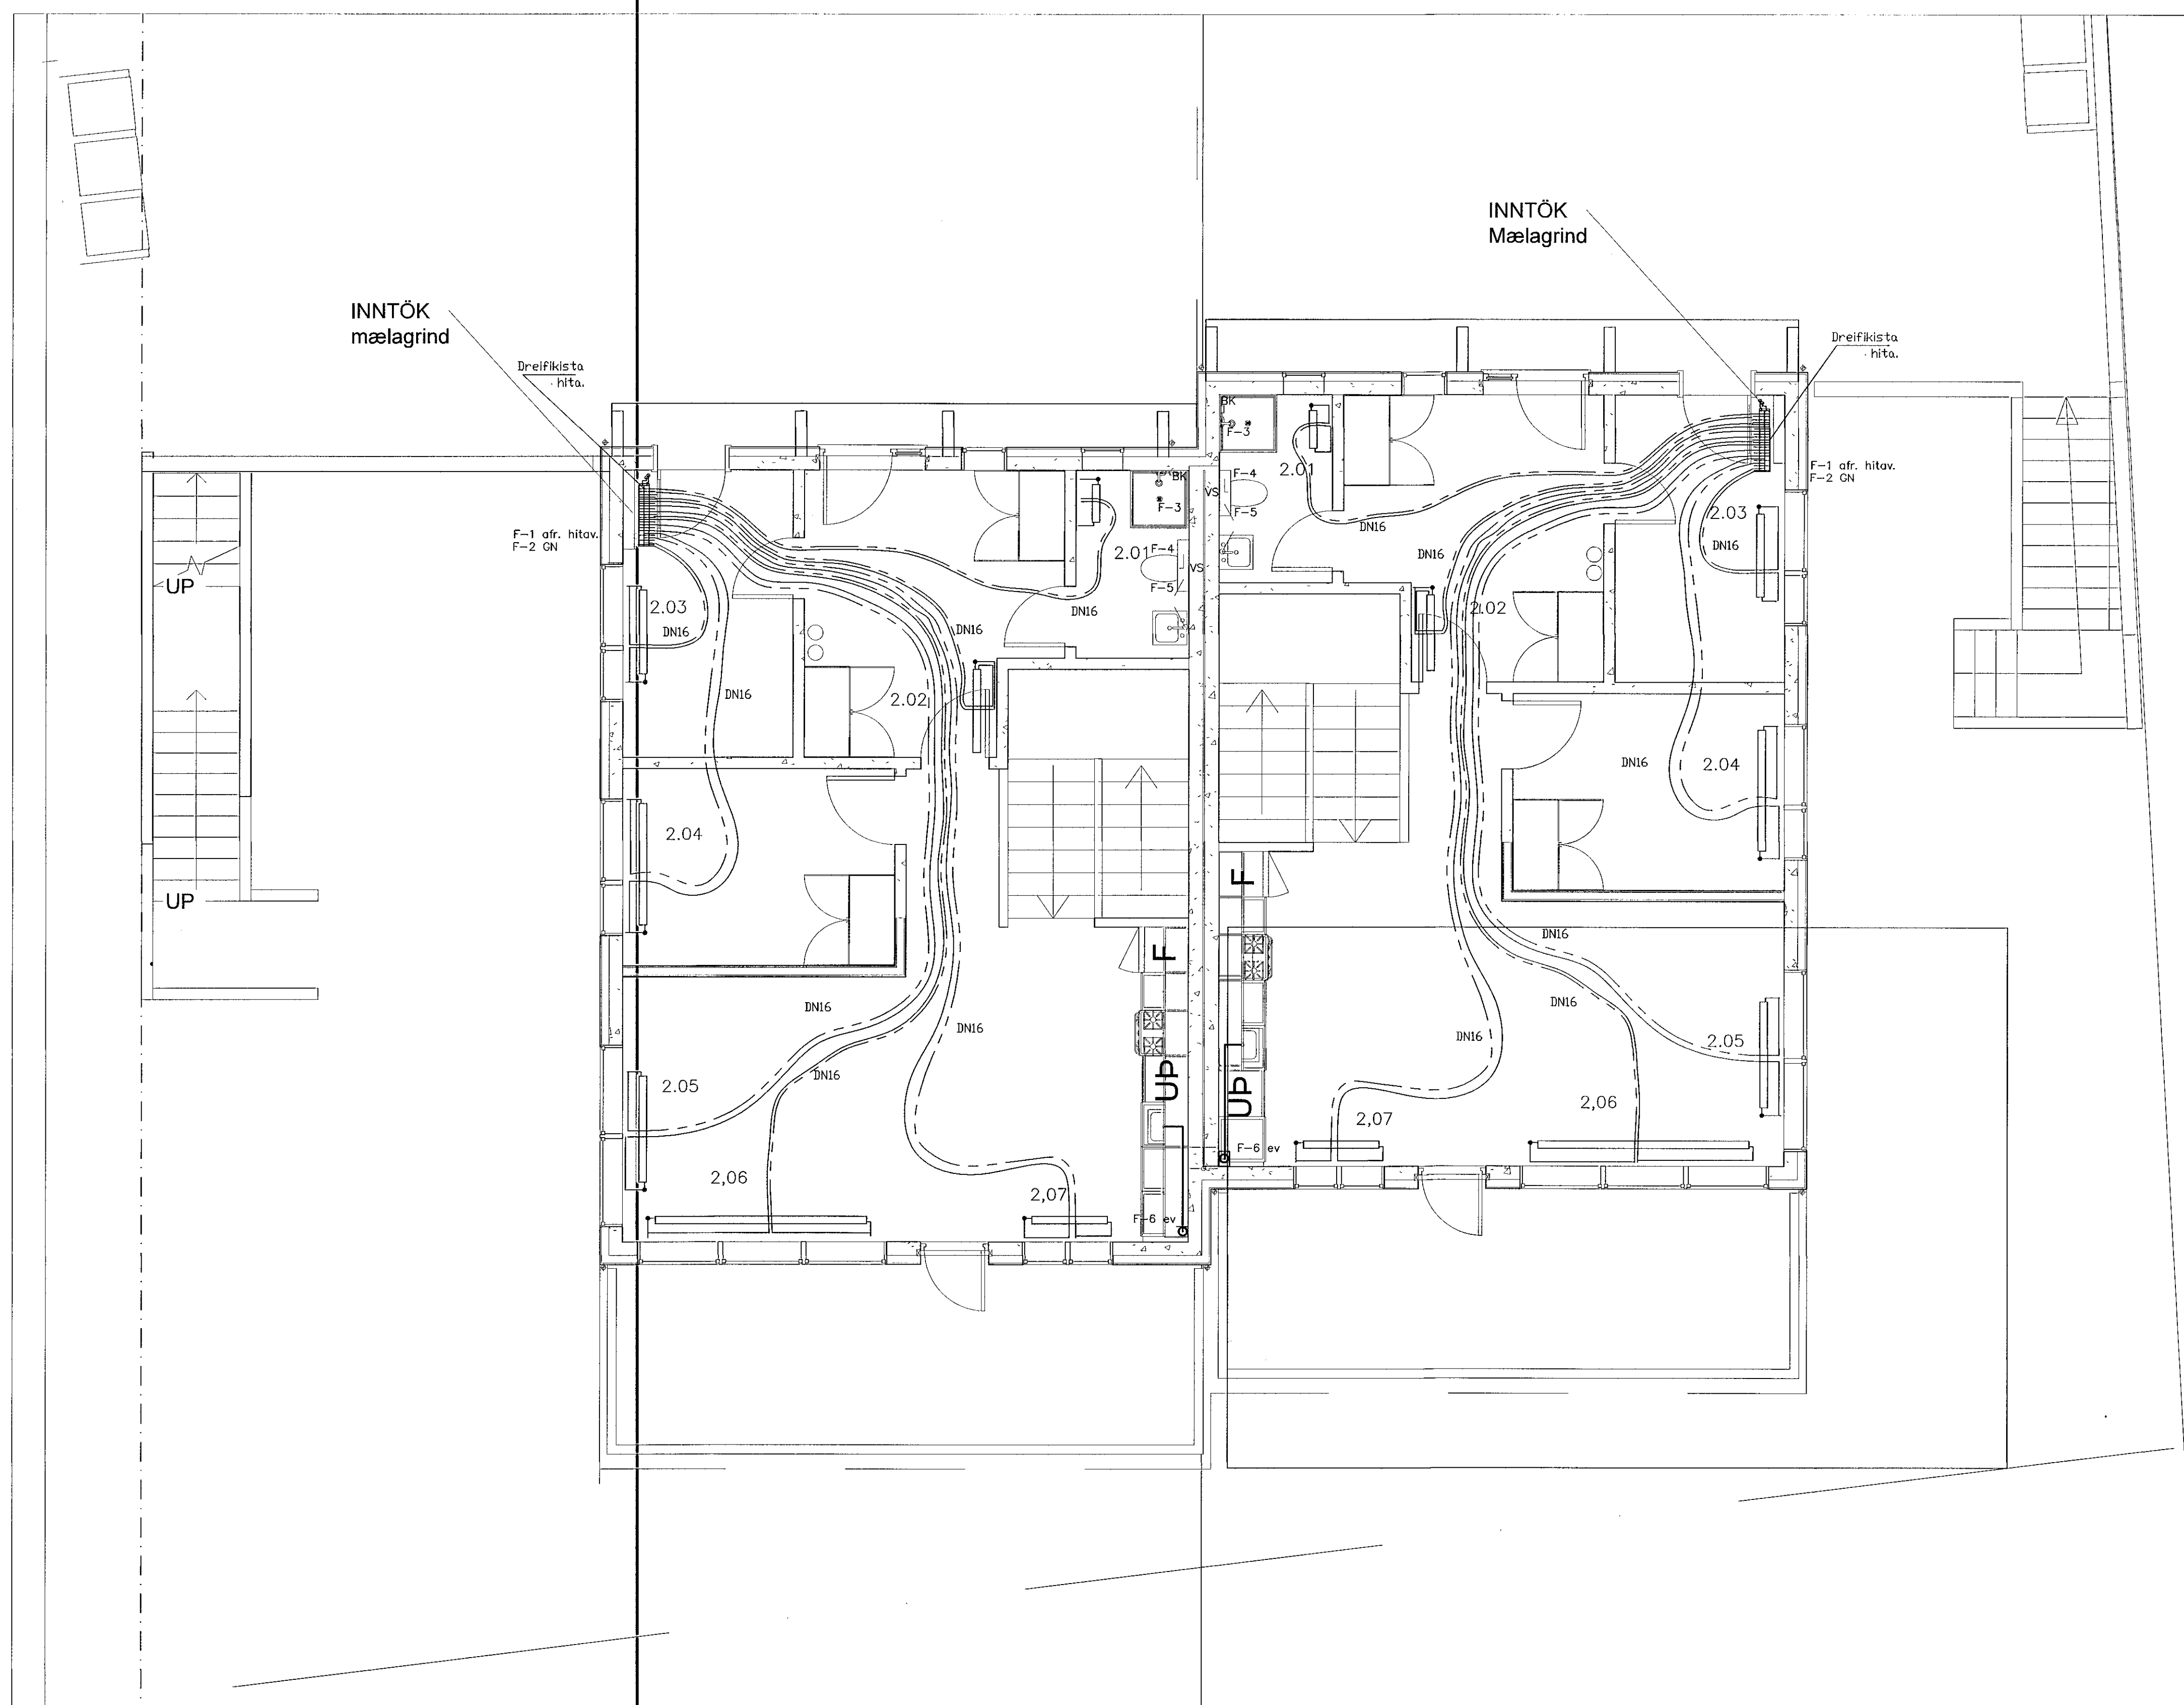 INNTÖK
Mælagrind
INNTÖK
mælagrind
Dreifikista
hita.
Dreifikista
hita.
BK
F-3
2.01
F-4
VS
F-5
DN16
F-1 afr. hitav.
F-2 GN
2.03
DN16
DN16
2.02
BK
F-3
F-1 afr. hitav.
F-2 GN
2.01
F-4
VS
F-5
UP
2.03
DN16
DN16
DN16
DN16
2.02
DN16
2.04
2.04
F
UP
F
DN16
DN16
DN16
DN16
DN16
DN16
2.05
2.05
UÞ
UÞ
2,06
2,07
F-6 ev
2,06
2,07
F-6 ev